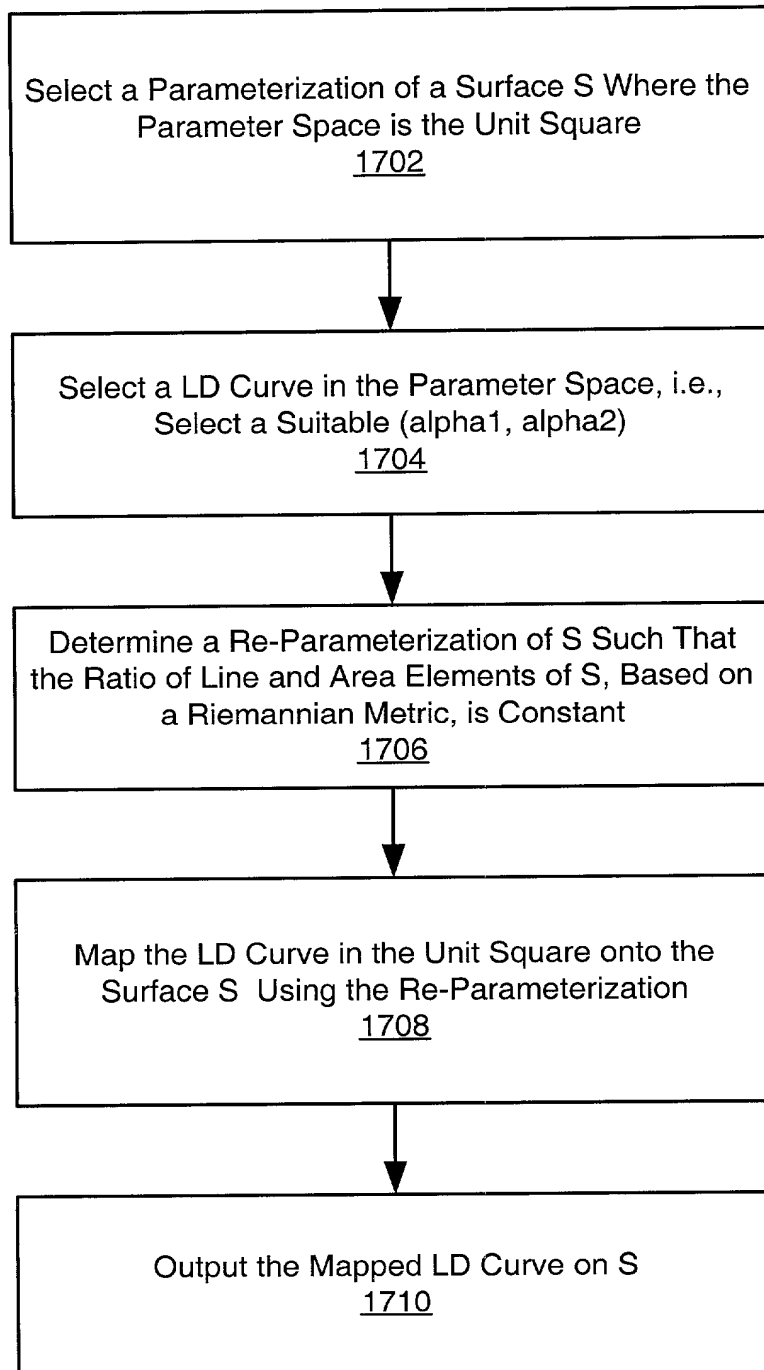 Select a Parameterization of a Surface S Where the
Parameter Space is the Unit Square
1702
Select a LD Curve in the Parameter Space, i.e.,
Select a Suitable (alpha1, alpha2)
1704
Determine a Re-Parameterization of S Such That
the Ratio of Line and Area Elements of S, Based on
a Riemannian Metric, is Constant
1706
Map the LD Curve in the Unit Square onto the
Surface S Using the Re-Parameterization
1708
Output the Mapped LD Curve on S
1710